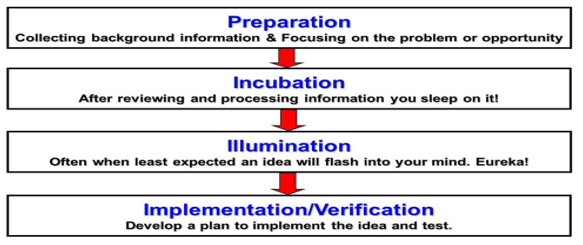 Preparation
Collecting background information & Focusing on the problem or opportunity
Incubation
After reviewing and processing information you sleep on it!
Illumination
Often when least expected an idea will flash into your mind. Eureka!
Implementation/Verification
Develop a plan to implement the idea and test.